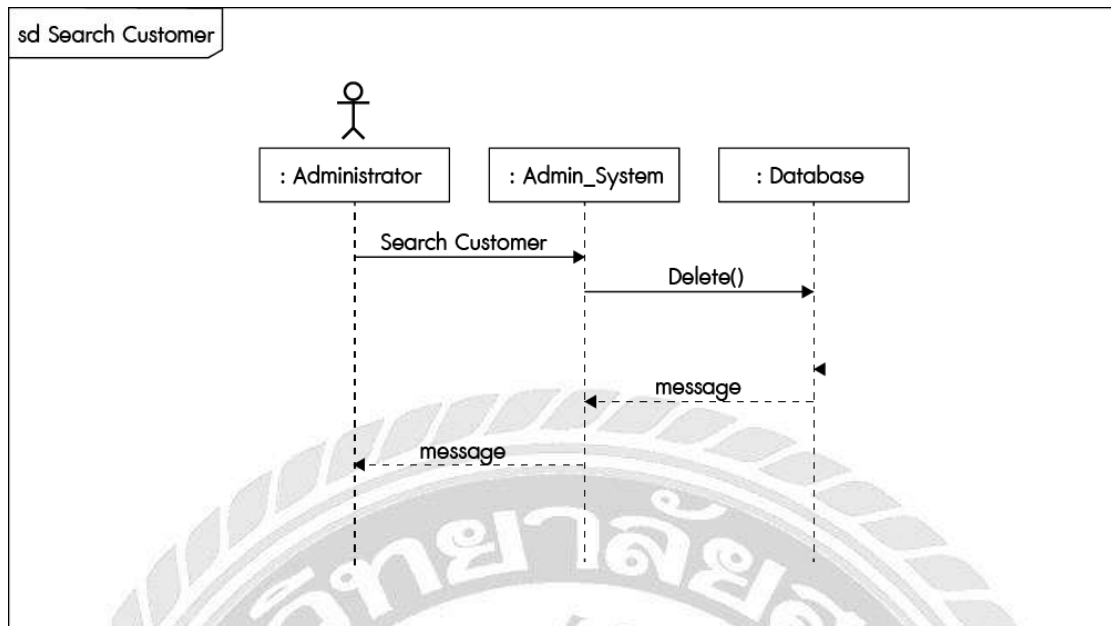 sd Search Customer
: Administrator
: Admin_System
: Database
Search Customer
Delete()
message
message